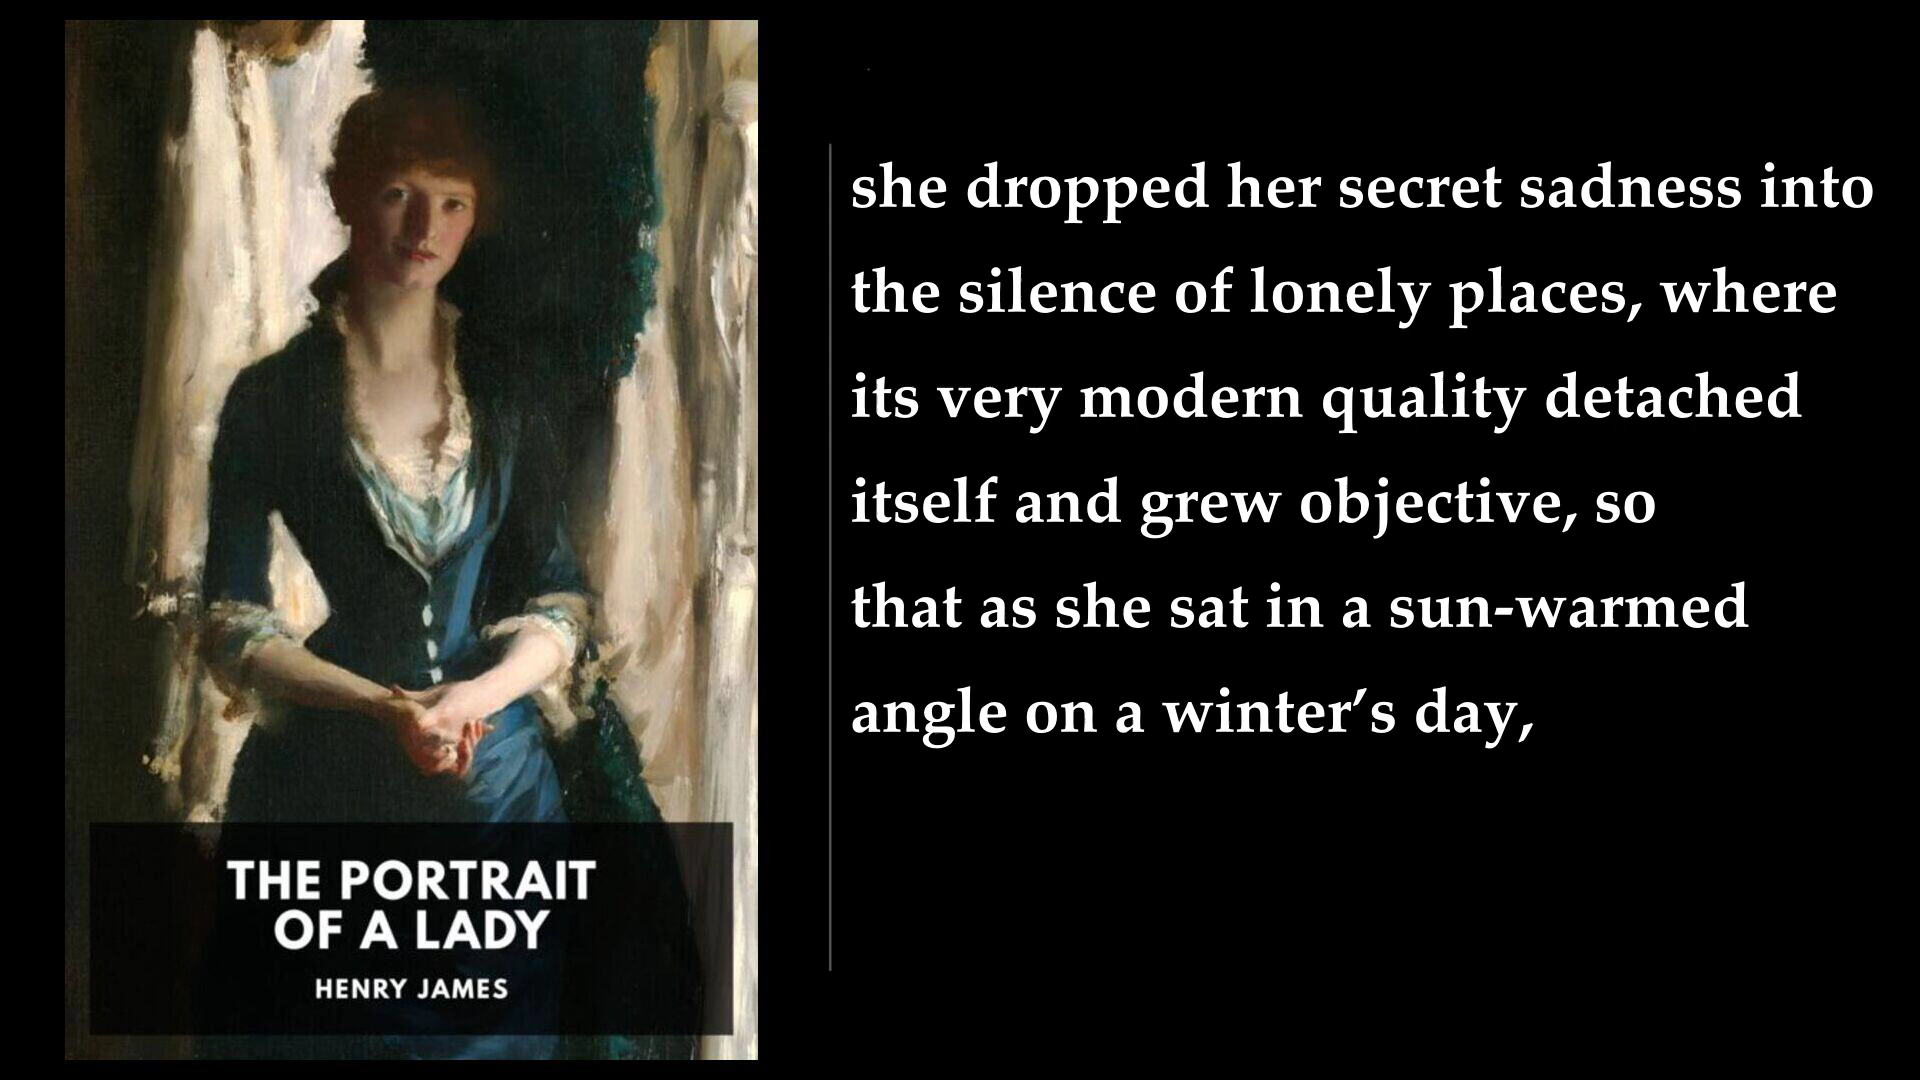 she dropped her secret sadness into
the silence of lonely places, where
its very modern quality detached
itself and grew objective, so
that as she sat in a sun-warmed
angle on a winter’s day,
THE PORTRAIT
OF A LADY
HENRY JAMES